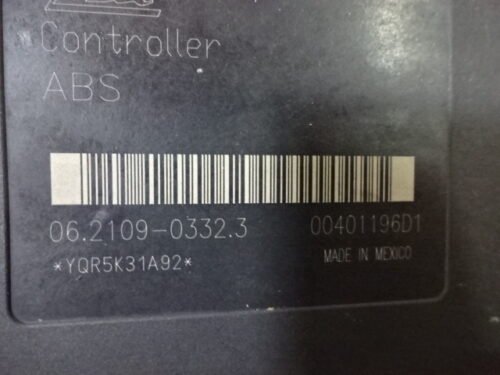 Controller
ABS
06.2109-0332.3
00401196D1
*YQR5K31A92*
MADE IN MEXICO